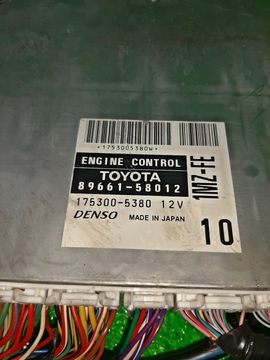 *1753005380W*
ENGINE CONTROL
TOYOTA
89661-58012
175300-5380 12V
DENSO MADE IN JAPAN
1MZ-FE
10